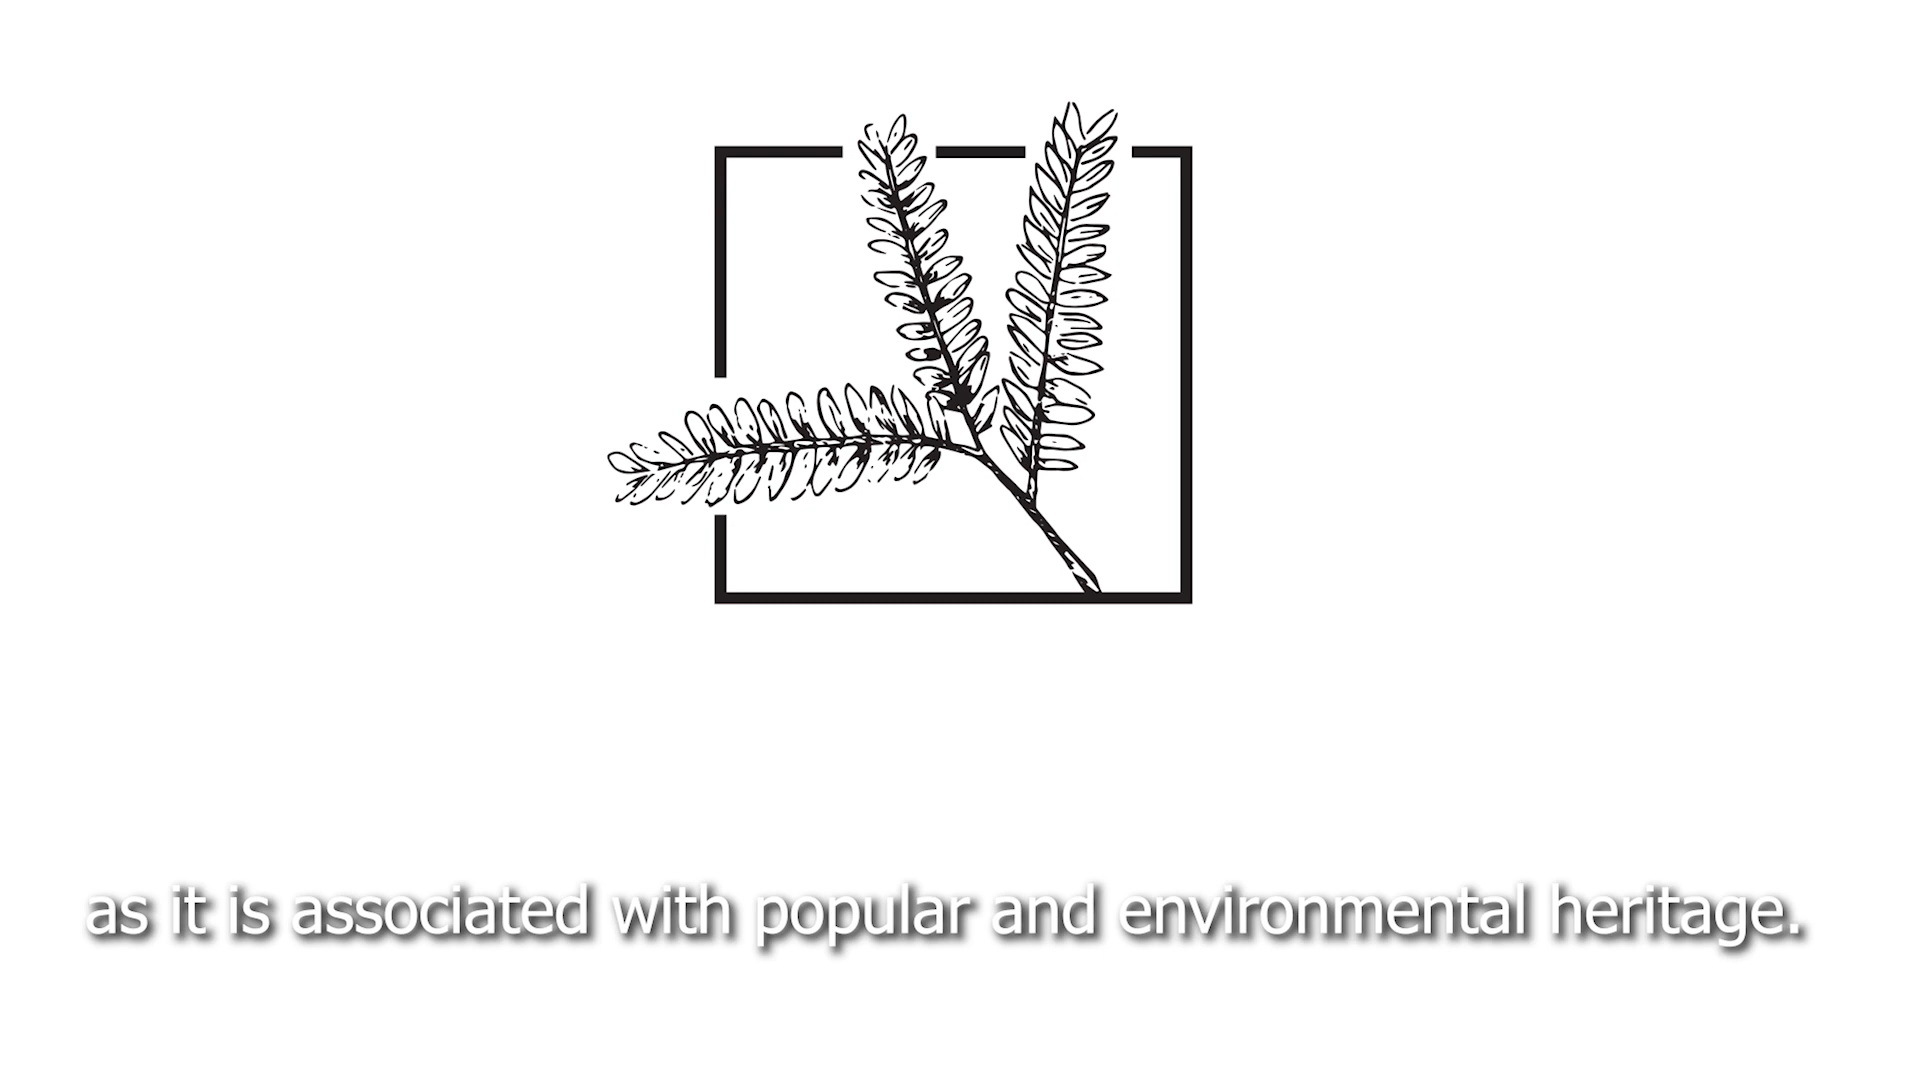 as it is associated with popular and environmental heritage.